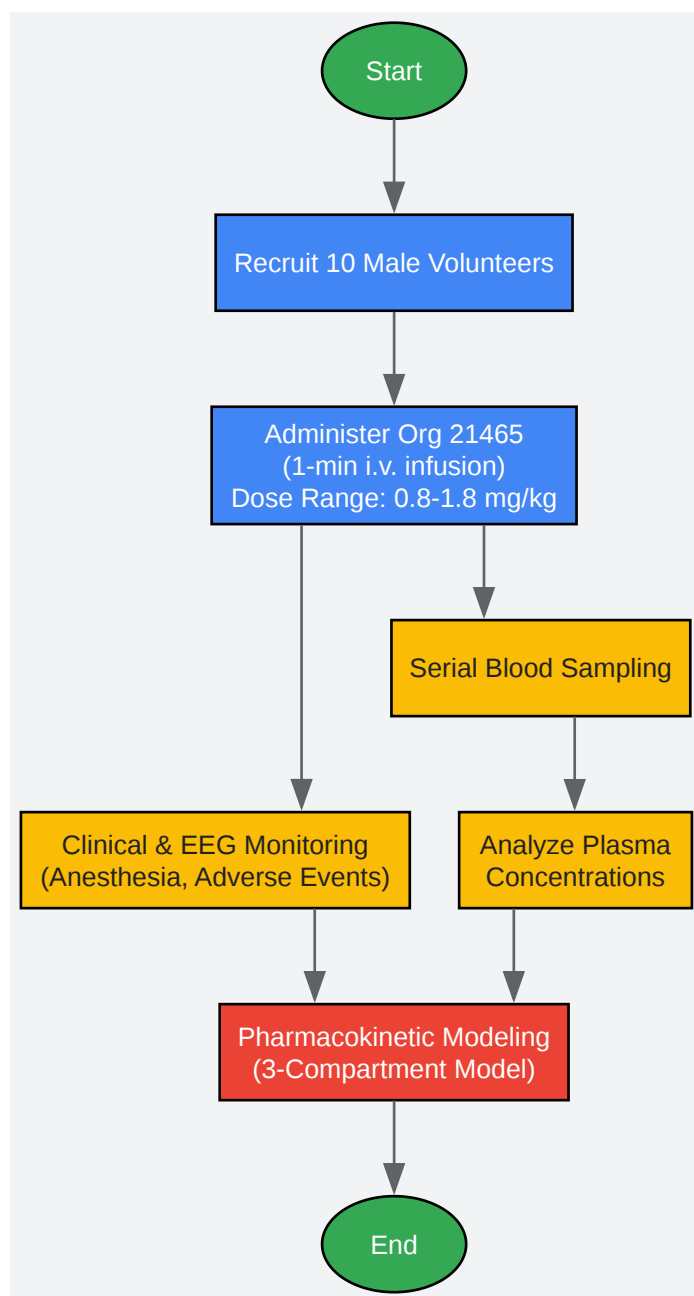 Start
Recruit 10 Male Volunteers
Administer Org 21465
(1-min i.v. infusion)
Dose Range: 0.8-1.8 mg/kg
Serial Blood Sampling
Clinical & EEG Monitoring
(Anesthesia, Adverse Events)
Analyze Plasma
Concentrations
Pharmacokinetic Modeling
(3-Compartment Model)
End